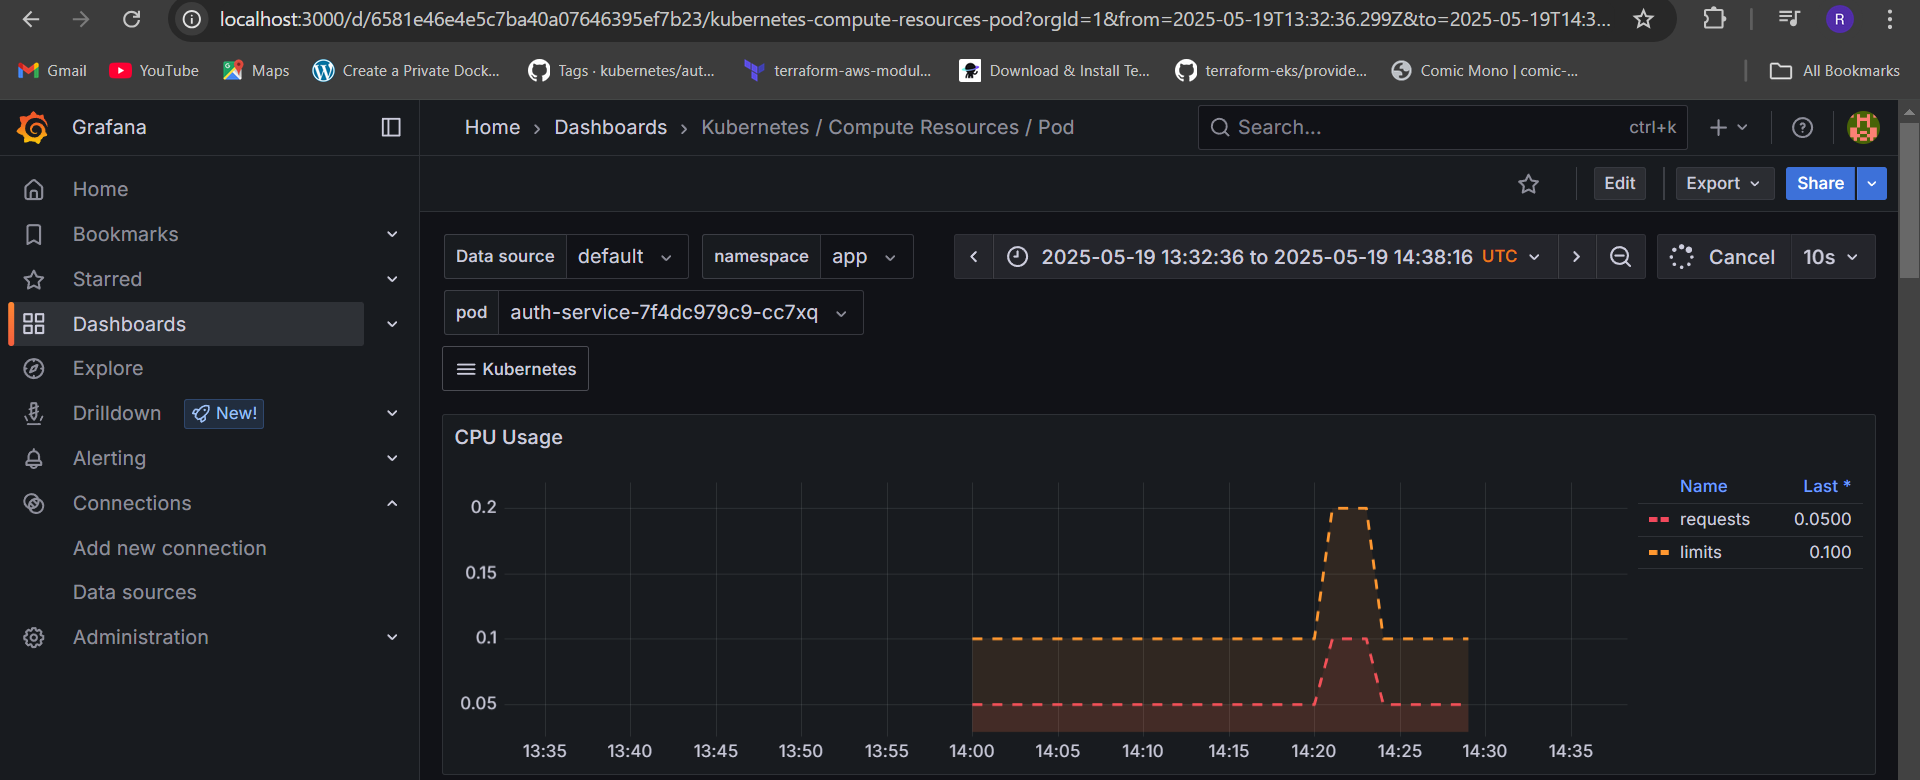 localhost:3000/d/6581e46e4e5c7ba40a07646395ef7b23/kubernetes-compute-resources-pod?orgId=1&from=2025-05-19T13:32:36.299Z&to=2025-05-19T14:3...
R
Gmail YouTube Maps Create a Private Dock... Tags · kubernetes/aut... terraform-aws-modul... Download & Install Te... terraform-eks/provide... Comic Mono | comic-... All Bookmarks
Grafana
Home › Dashboards › Kubernetes / Compute Resources / Pod
Search... ctrl+k
Edit Export Share
Home
Bookmarks
Starred
Dashboards
Explore
Drilldown New!
Alerting
Connections
Add new connection
Data sources
Administration
Data source default namespace app
2025-05-19 13:32:36 to 2025-05-19 14:38:16 UTC
Cancel 10s
pod auth-service-7f4dc979c9-cc7xq
Kubernetes
CPU Usage
0.2
0.15
0.1
0.05
13:35 13:40 13:45 13:50 13:55 14:00 14:05 14:10 14:15 14:20 14:25 14:30 14:35
Name Last *
requests 0.0500
limits 0.100